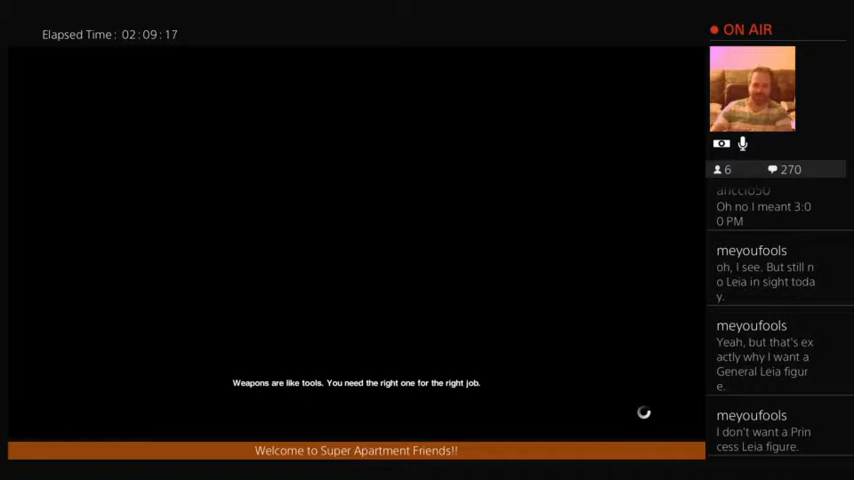 Elapsed Time: 02:09:17
ON AIR
6 270
ariccio50
Oh no I meant 3:0
0 PM
meyoufools
oh, I see. But still n
o Leia in sight toda
y.
meyoufools
Yeah, but that's ex
actly why I want a
General Leia figur
e.
meyoufools
I don't want a Prin
cess Leia figure.
Weapons are like tools. You need the right one for the right job.
Welcome to Super Apartment Friends!!